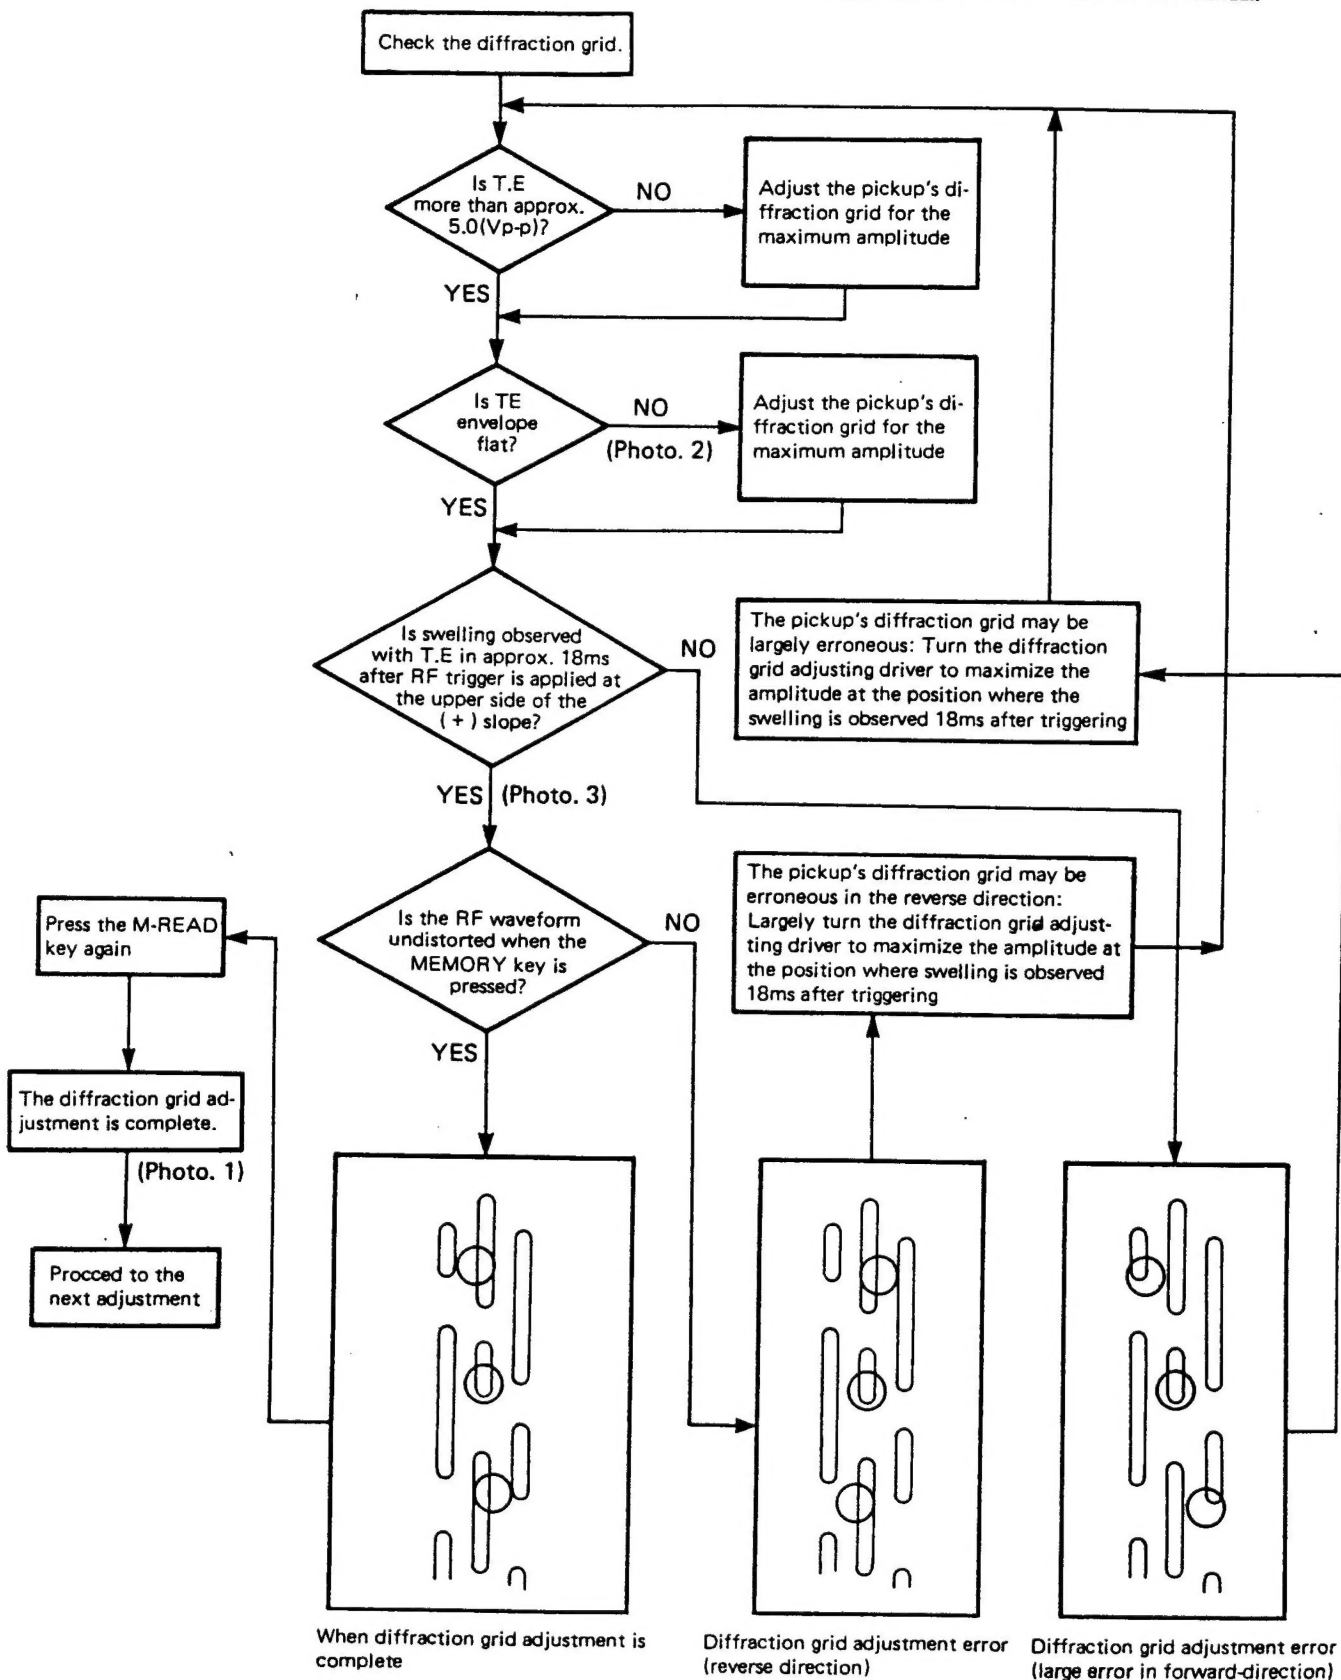 Check the diffraction grid.
Is T.E
more than approx.
5.0(Vp-p)?
NO
Adjust the pickup's di-
ffraction grid for the
maximum amplitude
YES
Is TE
envelope
flat?
NO
(Photo. 2)
Adjust the pickup's di-
ffraction grid for the
maximum amplitude
YES
Is swelling observed
with T.E in approx. 18ms
after RF trigger is applied at
the upper side of the
(+) slope?
NO
The pickup's diffraction grid may be
largely erroneous: Turn the diffraction
grid adjusting driver to maximize the
amplitude at the position where the
swelling is observed 18ms after triggering
YES
(Photo. 3)
Is the RF waveform
undistorted when the
MEMORY key is
pressed?
NO
The pickup's diffraction grid may be
erroneous in the reverse direction:
Largely turn the diffraction grid adjust-
ting driver to maximize the amplitude at
the position where swelling is observed
18ms after triggering
YES
Press the M-READ
key again
The diffraction grid ad-
justment is complete.
(Photo. 1)
Procced to the
next adjustment
When diffraction grid adjustment is
complete
Diffraction grid adjustment error
(reverse direction)
Diffraction grid adjustment error
(large error in forward-direction)